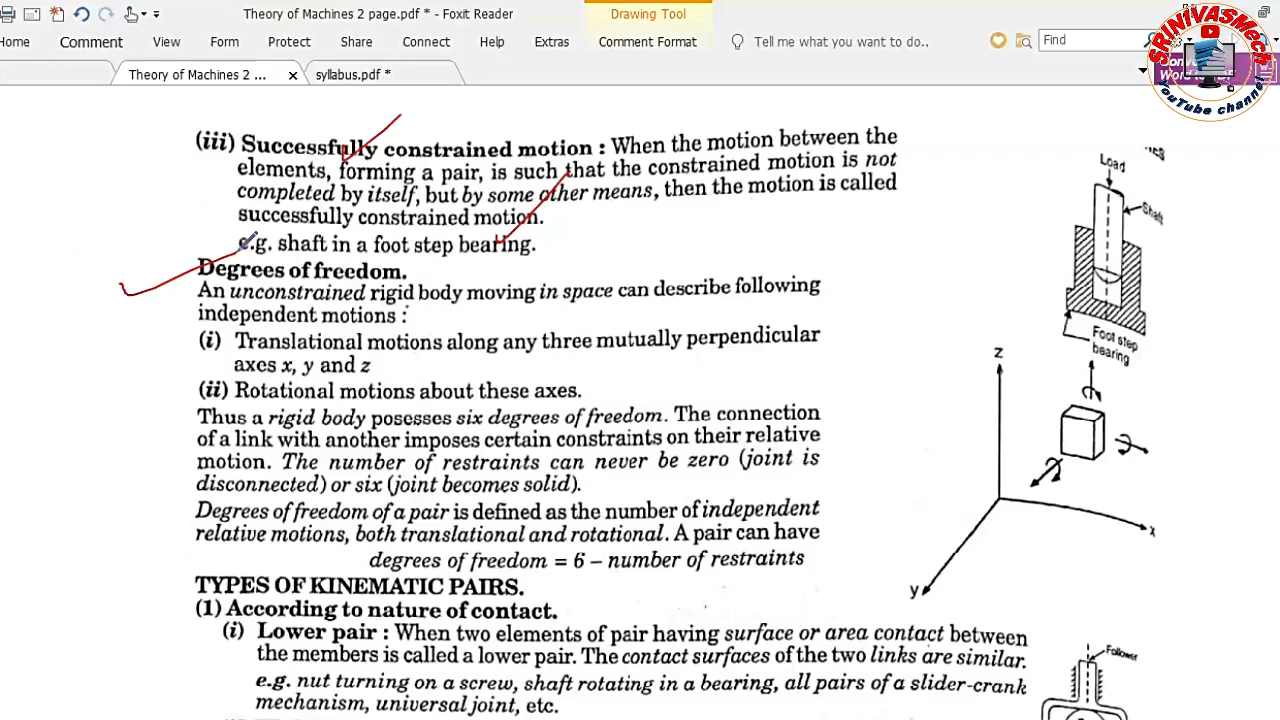 Theory of Machines 2 page.pdf * - Foxit Reader
Drawing Tool
Home
Comment
View
Form
Protect
Share
Connect
Help
Extras
Comment Format
Tell me what you want to do..
Find
Theory of Machines 2 ...
syllabus.pdf *
SRINIVASMech
YouTube channel
(iii) Successfully constrained motion : When the motion between the
elements, forming a pair, is such that the constrained motion is not
completed by itself, but by some other means, then the motion is called
successfully constrained motion.
e.g. shaft in a foot step bearing.
Load
Shaft
Foot step
bearing
Degrees of freedom.
An unconstrained rigid body moving in space can describe following
independent motions :
(i) Translational motions along any three mutually perpendicular
axes x, y and z
(ii) Rotational motions about these axes.
Thus a rigid body posesses six degrees of freedom. The connection
of a link with another imposes certain constraints on their relative
motion. The number of restraints can never be zero (joint is
disconnected) or six (joint becomes solid).
z
x
y
Degrees of freedom of a pair is defined as the number of independent
relative motions, both translational and rotational. A pair can have
degrees of freedom = 6 – number of restraints
TYPES OF KINEMATIC PAIRS.
(1) According to nature of contact.
(i) Lower pair : When two elements of pair having surface or area contact between
the members is called a lower pair. The contact surfaces of the two links are similar.
e.g. nut turning on a screw, shaft rotating in a bearing, all pairs of a slider-crank
mechanism, universal joint, etc.
Follower